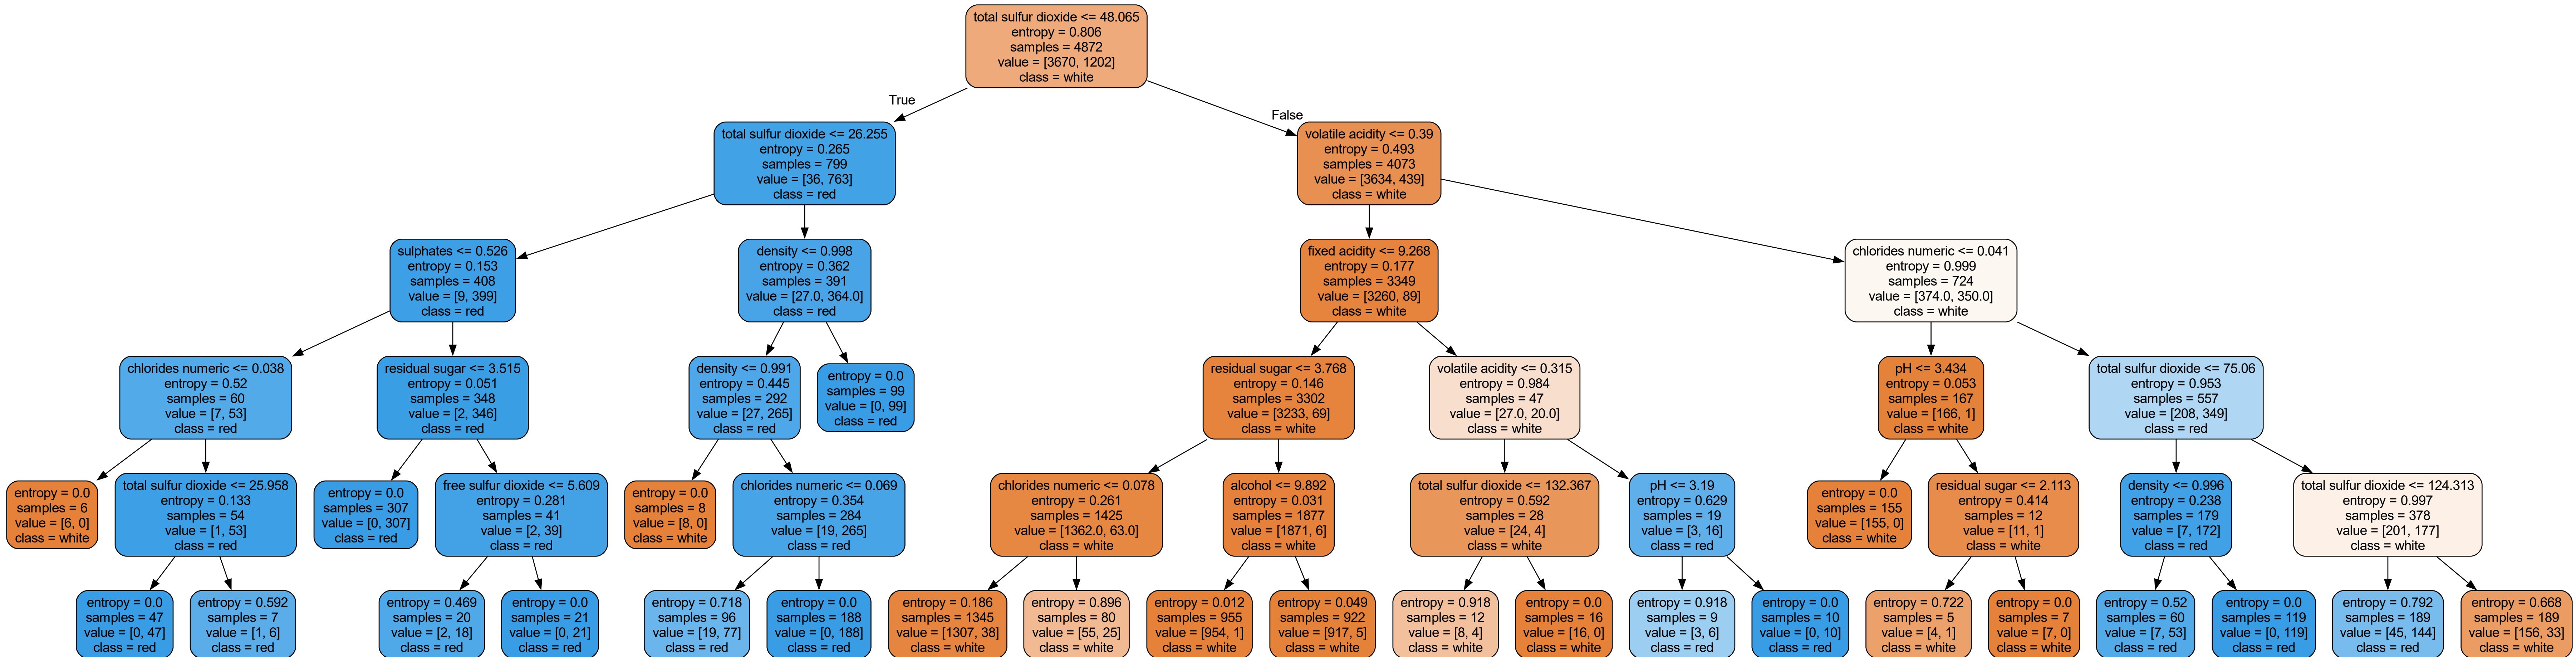 total sulfur dioxide <= 48.065
entropy = 0.806
samples = 4872
value = [3670, 1202]
class = white
True
False
total sulfur dioxide <= 26.255
entropy = 0.265
samples = 799
value = [36, 763]
class = red
volatile acidity <= 0.39
entropy = 0.493
samples = 4073
value = [3634, 439]
class = white
sulphates <= 0.526
entropy = 0.153
samples = 408
value = [9, 399]
class = red
density <= 0.998
entropy = 0.362
samples = 391
value = [27.0, 364.0]
class = red
fixed acidity <= 9.268
entropy = 0.177
samples = 3349
value = [3260, 89]
class = white
chlorides numeric <= 0.041
entropy = 0.999
samples = 724
value = [374.0, 350.0]
class = white
chlorides numeric <= 0.038
entropy = 0.52
samples = 60
value = [7, 53]
class = red
residual sugar <= 3.515
entropy = 0.051
samples = 348
value = [2, 346]
class = red
density <= 0.991
entropy = 0.445
samples = 292
value = [27, 265]
class = red
entropy = 0.0
samples = 99
value = [0, 99]
class = red
residual sugar <= 3.768
entropy = 0.146
samples = 3302
value = [3233, 69]
class = white
volatile acidity <= 0.315
entropy = 0.984
samples = 47
value = [27.0, 20.0]
class = white
pH <= 3.434
entropy = 0.053
samples = 167
value = [166, 1]
class = white
total sulfur dioxide <= 75.06
entropy = 0.953
samples = 557
value = [208, 349]
class = red
entropy = 0.0
samples = 6
value = [6, 0]
class = white
total sulfur dioxide <= 25.958
entropy = 0.133
samples = 54
value = [1, 53]
class = red
entropy = 0.0
samples = 307
value = [0, 307]
class = red
free sulfur dioxide <= 5.609
entropy = 0.281
samples = 41
value = [2, 39]
class = red
entropy = 0.0
samples = 8
value = [8, 0]
class = white
chlorides numeric <= 0.069
entropy = 0.354
samples = 284
value = [19, 265]
class = red
chlorides numeric <= 0.078
entropy = 0.261
samples = 1425
value = [1362.0, 63.0]
class = white
alcohol <= 9.892
entropy = 0.031
samples = 1877
value = [1871, 6]
class = white
total sulfur dioxide <= 132.367
entropy = 0.592
samples = 28
value = [24, 4]
class = white
pH <= 3.19
entropy = 0.629
samples = 19
value = [3, 16]
class = red
entropy = 0.0
samples = 155
value = [155, 0]
class = white
residual sugar <= 2.113
entropy = 0.414
samples = 12
value = [11, 1]
class = white
density <= 0.996
entropy = 0.238
samples = 179
value = [7, 172]
class = red
total sulfur dioxide <= 124.313
entropy = 0.997
samples = 378
value = [201, 177]
class = white
entropy = 0.0
samples = 47
value = [0, 47]
class = red
entropy = 0.592
samples = 7
value = [1, 6]
class = red
entropy = 0.469
samples = 20
value = [2, 18]
class = red
entropy = 0.0
samples = 21
value = [0, 21]
class = red
entropy = 0.718
samples = 96
value = [19, 77]
class = red
entropy = 0.0
samples = 188
value = [0, 188]
class = red
entropy = 0.186
samples = 1345
value = [1307, 38]
class = white
entropy = 0.896
samples = 80
value = [55, 25]
class = white
entropy = 0.012
samples = 955
value = [954, 1]
class = white
entropy = 0.049
samples = 922
value = [917, 5]
class = white
entropy = 0.918
samples = 12
value = [8, 4]
class = white
entropy = 0.0
samples = 16
value = [16, 0]
class = white
entropy = 0.918
samples = 9
value = [3, 6]
class = red
entropy = 0.0
samples = 10
value = [0, 10]
class = red
entropy = 0.722
samples = 5
value = [4, 1]
class = white
entropy = 0.0
samples = 7
value = [7, 0]
class = white
entropy = 0.52
samples = 60
value = [7, 53]
class = red
entropy = 0.0
samples = 119
value = [0, 119]
class = red
entropy = 0.792
samples = 189
value = [45, 144]
class = red
entropy = 0.668
samples = 189
value = [156, 33]
class = white